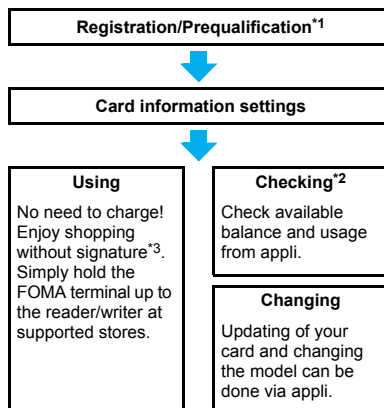 Registration/Prequalification*1
Card information settings
Using
No need to charge!
Enjoy shopping
without signature*3.
Simply hold the
FOMA terminal up to
the reader/writer at
supported stores.
Checking*2
Check available
balance and usage
from appli.
Changing
Updating of your
card and changing
the model can be
done via appli.